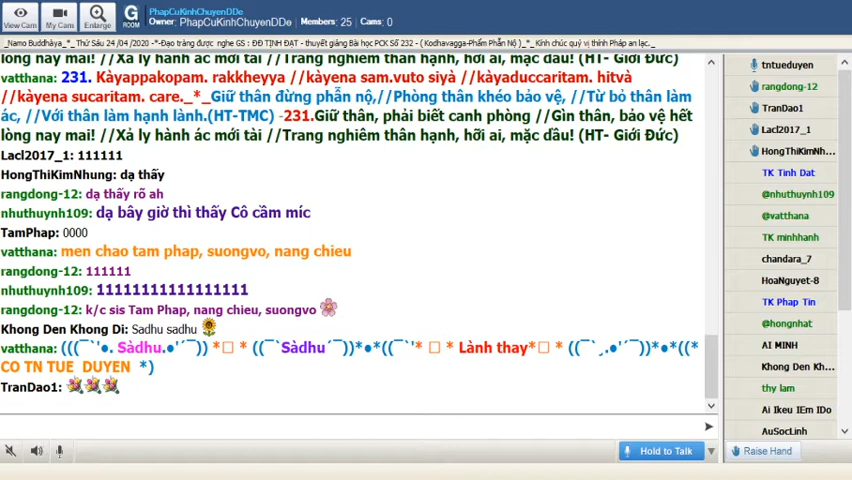 View Cam
My Cam
Enlarge
G
ROOM
PhapCuKinhChuyenDDe
Owner: PhapCuKinhChuyenDDe Members: 25 Cams: 0
_Namo Buddhàya_*_ Thứ Sáu 24 /04 /2020 -*-Đạo tràng được nghe GS : ĐĐ TỊNH ĐẠT - thuyết giảng Bài học PCK Số 232 - ( Kodhavagga-Phẩm Phẫn Nộ )_*_ Kính chúc quý vị thính Pháp an lạc._
lòng nay mai! //Xả ly hành ác mới tài //Trang nghiêm thân hạnh, hỡi ai, mặc dầu! (HT- Giới Đức)
vatthana: 231. Kàyappakopam. rakkheyya //kàyena sam.vuto siyà //kàyaduccaritam. hitvà
//kàyena sucaritam. care._*_Giữ thân đừng phẫn nộ,//Phòng thân khéo bảo vệ, //Từ bỏ thân làm
ác, //Với thân làm hạnh lành.(HT-TMC) -231.Giữ thân, phải biết canh phòng //Gìn thân, bảo vệ hết
lòng nay mai! //Xả ly hành ác mới tài //Trang nghiêm thân hạnh, hỡi ai, mặc dầu! (HT- Giới Đức)
Lacl2017_1: 111111
HongThiKimNhung: dạ thấy
rangdong-12: dạ thấy rõ ah
nhuthuynh109: dạ bây giờ thì thấy Cô cầm míc
TamPhap: 0000
vatthana: men chao tam phap, suongvo, nang chieu
rangdong-12: 111111
nhuthuynh109: 11111111111111111
rangdong-12: k/c sis Tam Phap, nang chieu, suongvo
Khong Den Khong Di: Sadhu sadhu
vatthana: (((¯`'•. Sàdhu.•'´¯)) *□ * ((¯`Sàdhu´¯))*•*((¯`'* □ * Lành thay*□ * ((¯`ˏ.•'´¯))*•*((*
CO TN TUE DUYEN *)
TranDao1:
Hold to Talk
tntueduyen
rangdong-12
TranDao1
Lacl2017_1
HongThiKimNh...
TK Tinh Dat
@nhuthuynh109
@vatthana
TK minhhanh
chandara_7
HoaNguyet-8
TK Phap Tin
@hongnhat
AI MINH
Khong Den Kh...
thy lam
Ai Ikeu IEm IDo
AuSocLinh
Raise Hand